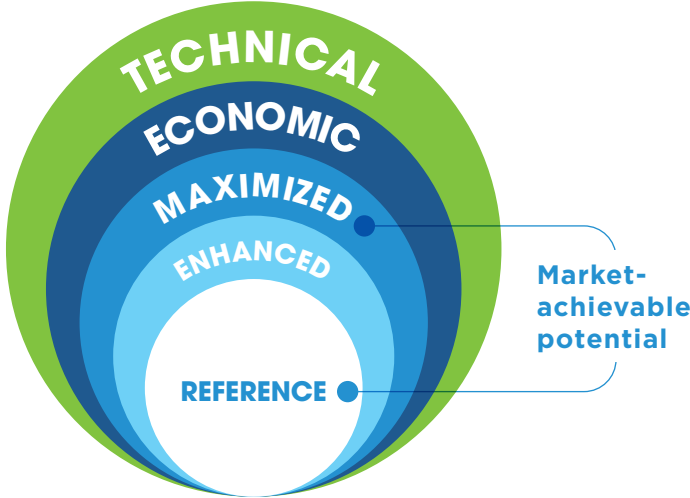 TECHNICAL
ECONOMIC
MAXIMIZED
ENHANCED
REFERENCE
Market-
achievable
potential